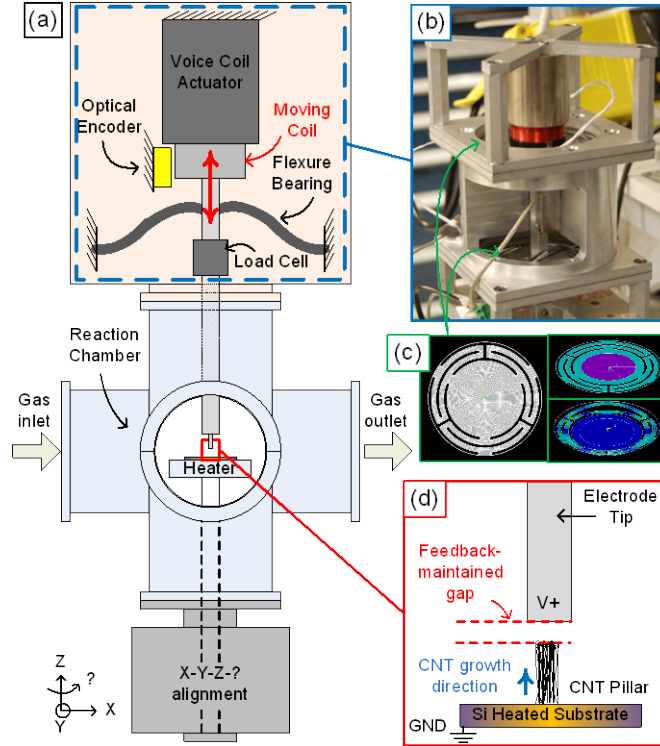 (a)
Voice Coil
Actuator
Optical
Encoder
Moving
Coil
Flexure
Bearing
Load Cell
Reaction
Chamber
Gas
inlet
Gas
outlet
Heater
X-Y-Z-?
alignment
Z
?
Y
X
(b)
(c)
(d)
Electrode
Tip
Feedback-
maintained
gap
V+
CNT growth
direction
CNT Pillar
Si Heated Substrate
GND